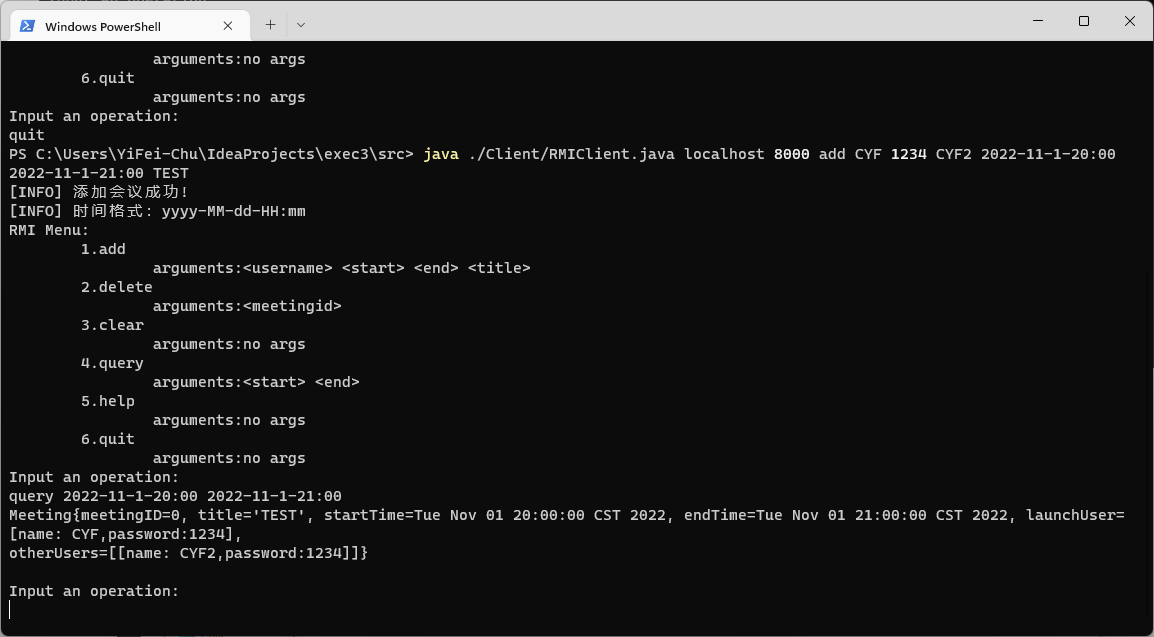 Windows PowerShell
arguments:no args
6.quit
arguments:no args
Input an operation:
quit
PS C:\Users\YiFei-Chu\IdeaProjects\exec3\src> java ./Client/RMIClient.java localhost 8000 add CYF 1234 CYF2 2022-11-1-20:00
2022-11-1-21:00 TEST
[INFO] 添加会议成功!
[INFO] 时间格式: yyyy-MM-dd-HH:mm
RMI Menu:
1.add
arguments:<username> <start> <end> <title>
2.delete
arguments:<meetingid>
3.clear
arguments:no args
4.query
arguments:<start> <end>
5.help
arguments:no args
6.quit
arguments:no args
Input an operation:
query 2022-11-1-20:00 2022-11-1-21:00
Meeting{meetingID=0, title='TEST', startTime=Tue Nov 01 20:00:00 CST 2022, endTime=Tue Nov 01 21:00:00 CST 2022, launchUser=
[name: CYF,password:1234],
otherUsers=[[name: CYF2,password:1234]]}
Input an operation: